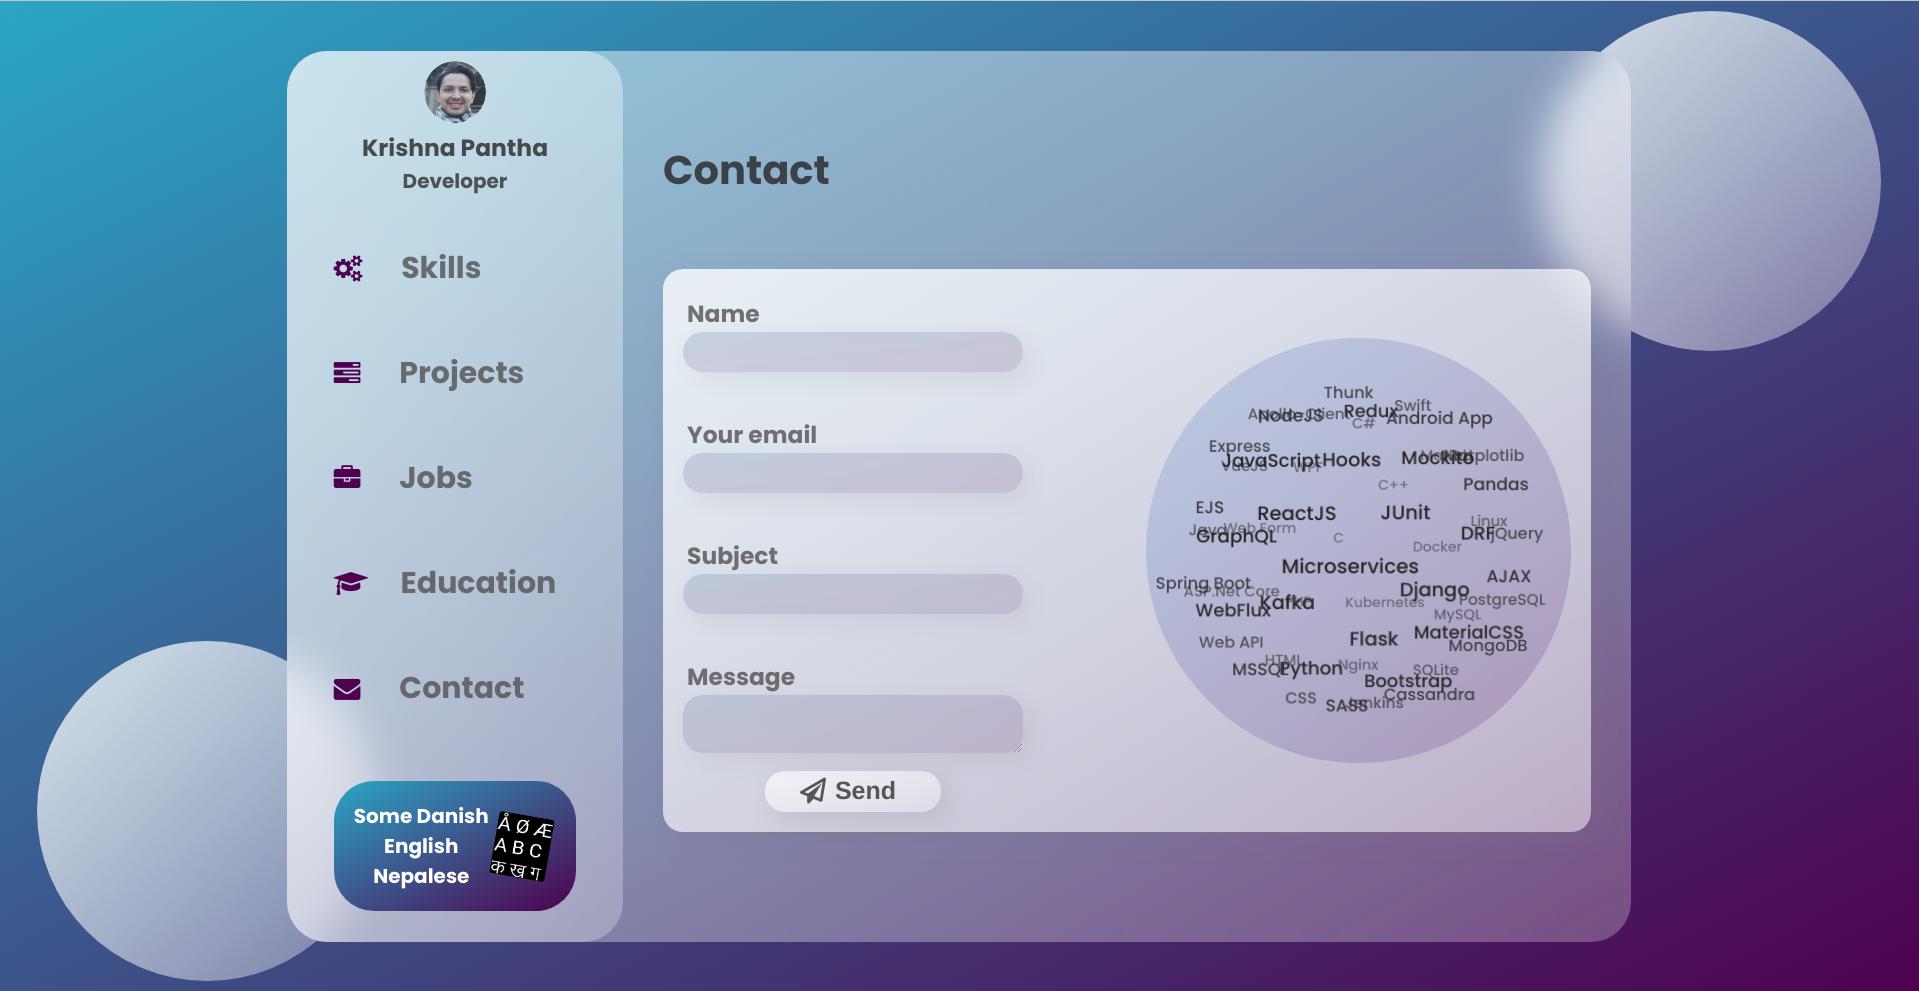 Krishna Pantha
Developer
Skills
Projects
Jobs
Education
Contact
Some Danish
English
Nepalese
Å Ø Æ
A B C
क ख ग
Contact
Name
Your email
Subject
Message
Send
Thunk
Swift
Redux
NodeJS
Apollo-Client
Android App
C#
Express
JavaScript
Hooks
Mockito
Matplotlib
VueJS
WPF
C++
Pandas
EJS
ReactJS
JUnit
Linux
Web Form
Java
GraphQL
C
DRF
jQuery
Docker
Microservices
AJAX
Spring Boot
ASP.Net Core
Django
Kafka
Kubernetes
PostgreSQL
WebFlux
MySQL
MaterialCSS
Flask
Web API
MongoDB
HTML
Nginx
MSSQL
Python
SQLite
Bootstrap
Cassandra
CSS
SASS
Jenkins